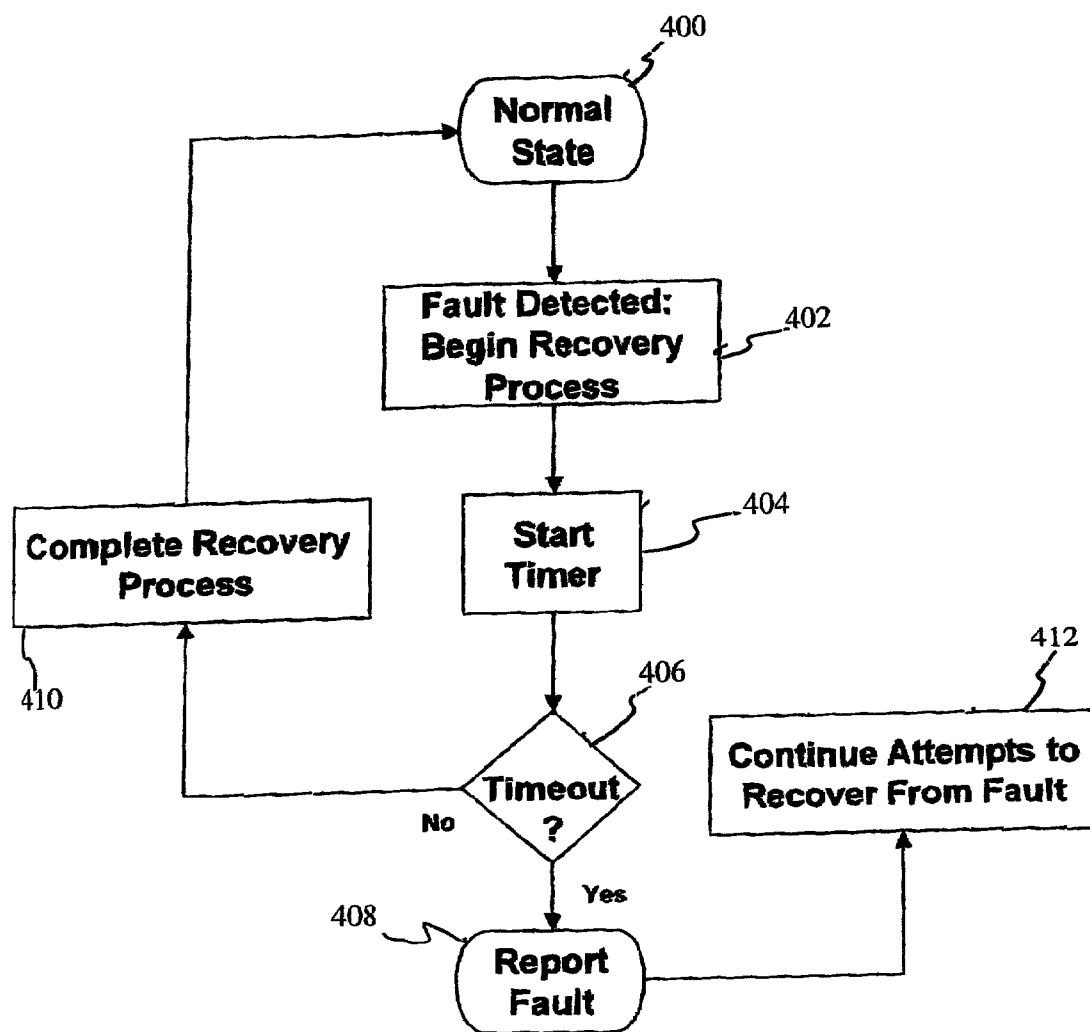 400
Normal
State
Fault Detected:
Begin Recovery
Process
402
Start
Timer
404
Complete Recovery
Process
410
406
Timeout
?
No
Yes
412
Continue Attempts to
Recover From Fault
408
Report
Fault